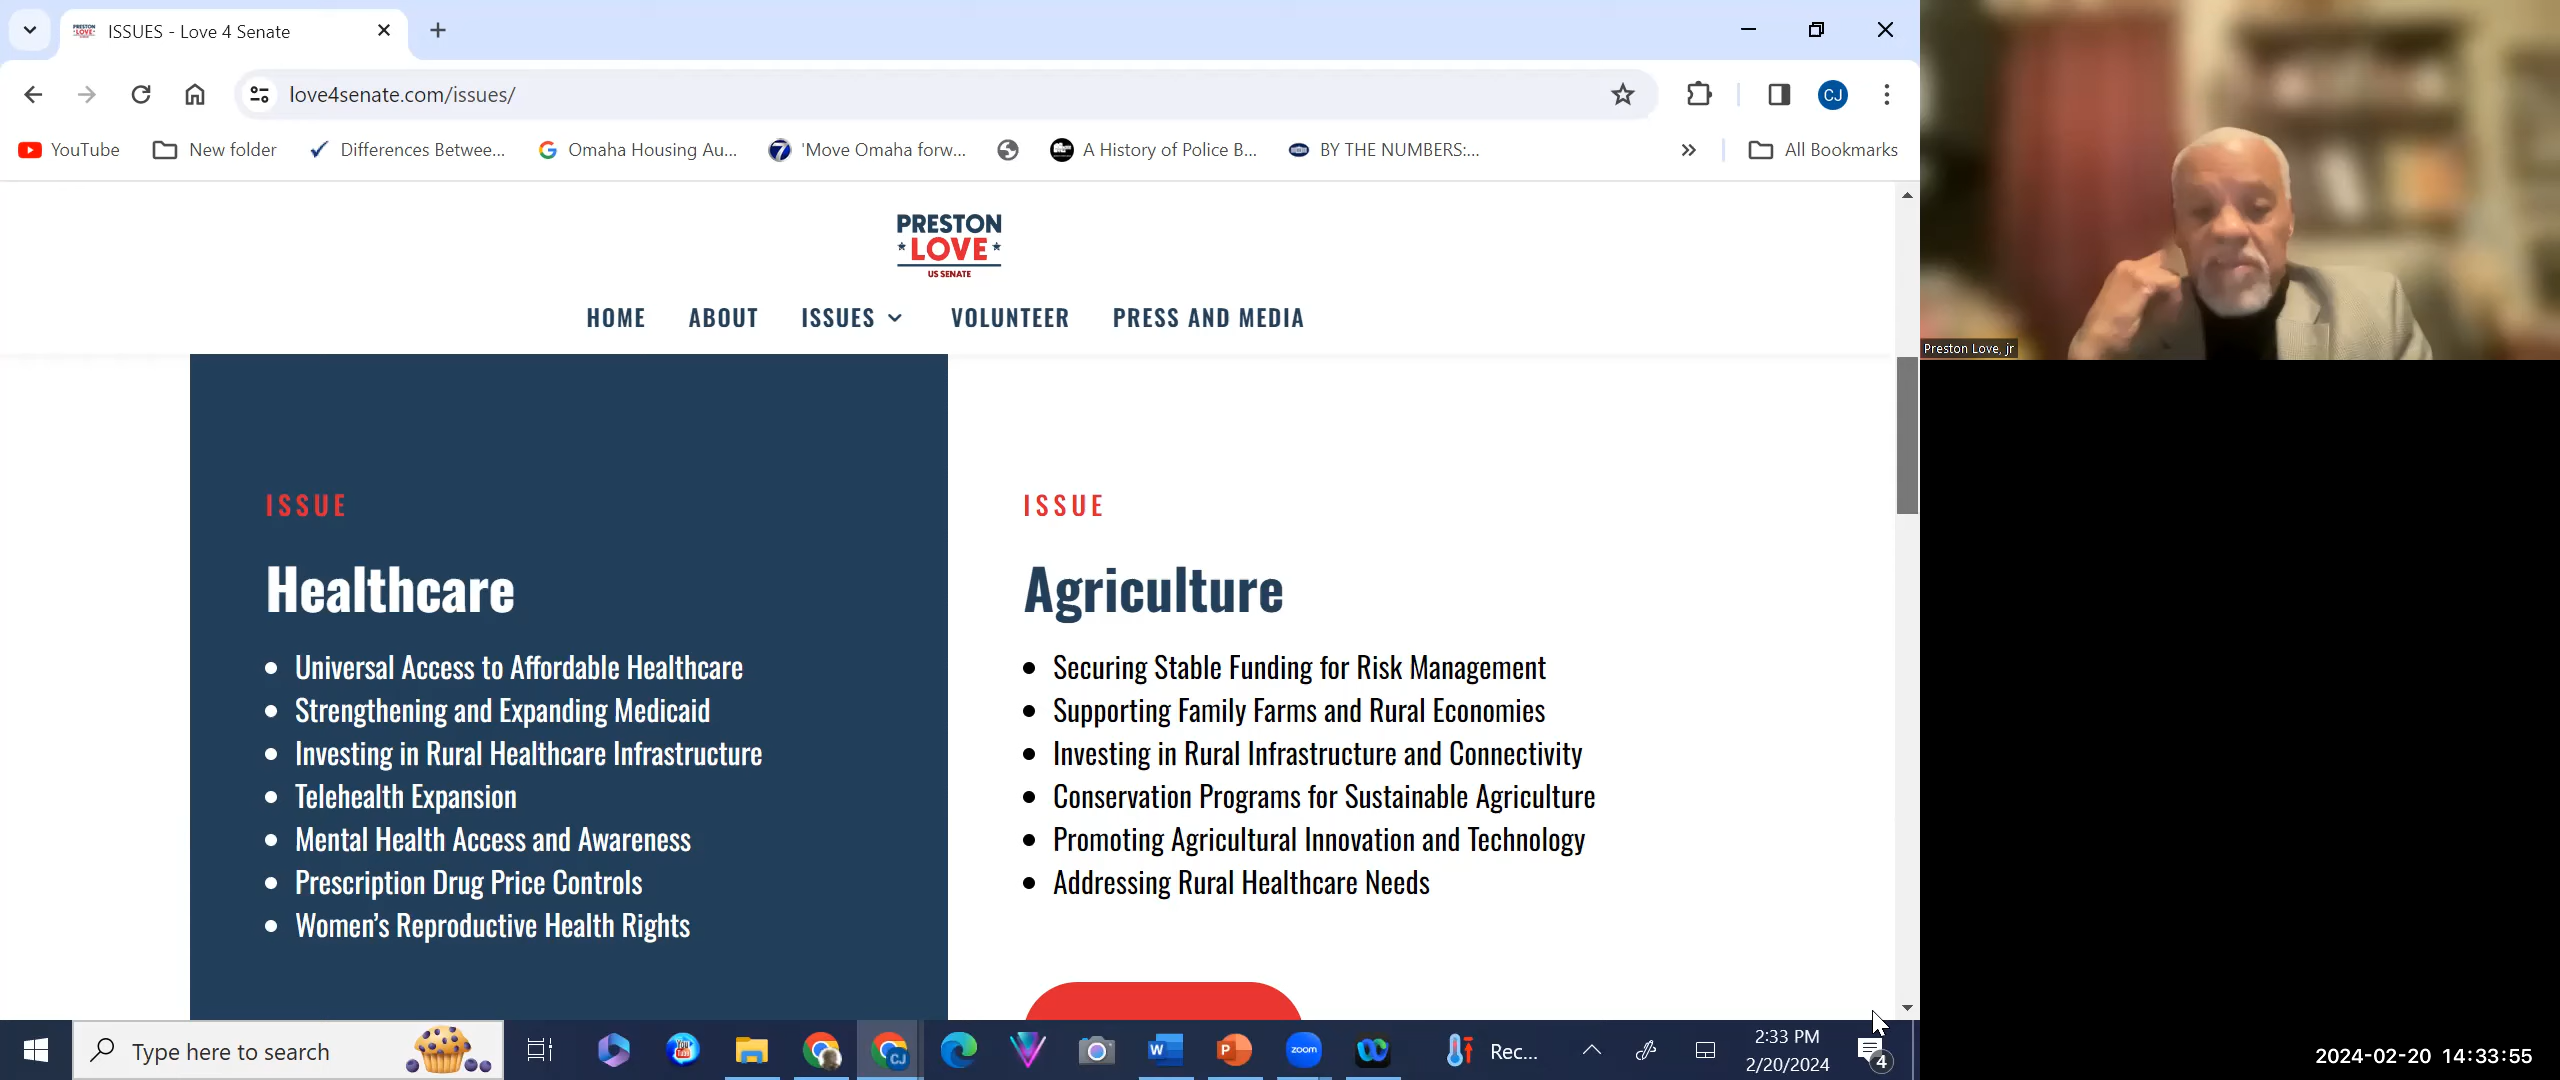 ISSUES - Love 4 Senate
love4senate.com/issues/
CJ
YouTube
New folder
Differences Betwee...
Omaha Housing Au...
'Move Omaha forw...
A History of Police B...
BY THE NUMBERS:...
All Bookmarks
PRESTON
LOVE
US SENATE
HOME
ABOUT
ISSUES
VOLUNTEER
PRESS AND MEDIA
ISSUE
Healthcare
Universal Access to Affordable Healthcare
Strengthening and Expanding Medicaid
Investing in Rural Healthcare Infrastructure
Telehealth Expansion
Mental Health Access and Awareness
Prescription Drug Price Controls
Women’s Reproductive Health Rights
ISSUE
Agriculture
Securing Stable Funding for Risk Management
Supporting Family Farms and Rural Economies
Investing in Rural Infrastructure and Connectivity
Conservation Programs for Sustainable Agriculture
Promoting Agricultural Innovation and Technology
Addressing Rural Healthcare Needs
Preston Love, jr
Type here to search
zoom
Rec...
2:33 PM
2/20/2024
4
2024-02-20 14:33:55